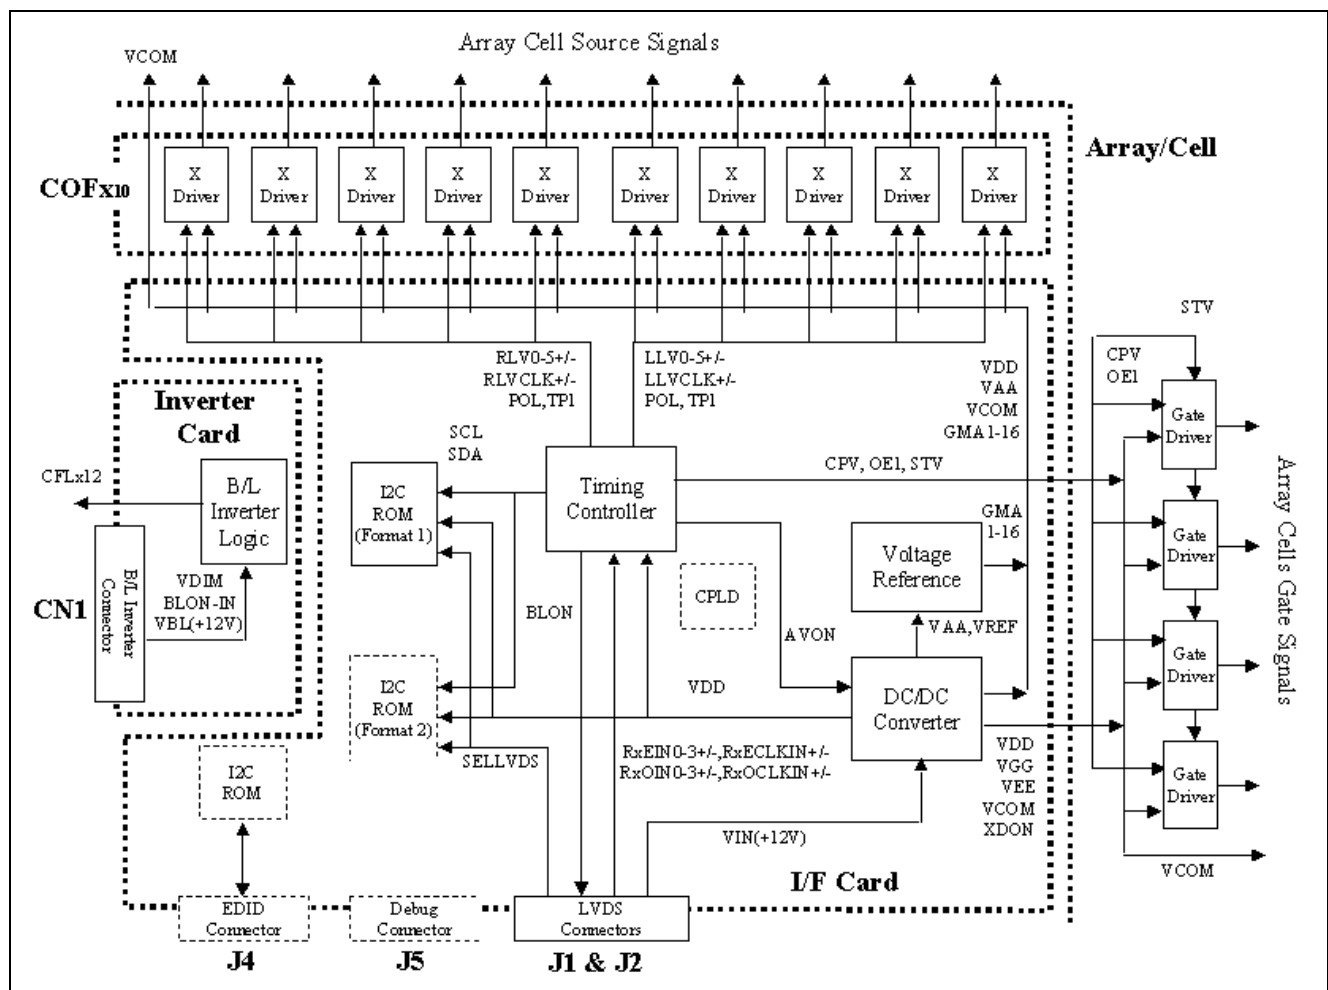 Array Cell Source Signals
VCOM
Array/Cell
COFx10
X
Driver
X
Driver
X
Driver
X
Driver
X
Driver
X
Driver
X
Driver
X
Driver
X
Driver
X
Driver
STV
CPV
OE1
RLV0-5+/-
RLVCLK+/-
POL,TP1
LLV0-5+/-
LLVCLK+/-
POL, TP1
VDD
VAA
VCOM
GMA1-16
Inverter
Card
CFLx12
B/L
Inverter
Logic
SCL
SDA
I2C
ROM
(Format 1)
Timing
Controller
CPV, OE1, STV
GMA
1-16
Voltage
Reference
Gate
Driver
Gate
Driver
Gate
Driver
Gate
Driver
Array Cells Gate Signals
CN1
B/L Inverter
Connector
VDIM
BLON-IN
VBL(+12V)
BLON
CPLD
AVON
VAA,VREF
I2C
ROM
(Format 2)
VDD
DC/DC
Converter
SELLVDS
RxEIN0-3+/-,RxECLKIN+/-
RxOIN0-3+/-,RxOCLKIN+/-
VDD
VGG
VEE
VCOM
XDON
I2C
ROM
VIN(+12V)
VCOM
I/F Card
EDID
Connector
Debug
Connector
LVDS
Connectors
J4
J5
J1 & J2